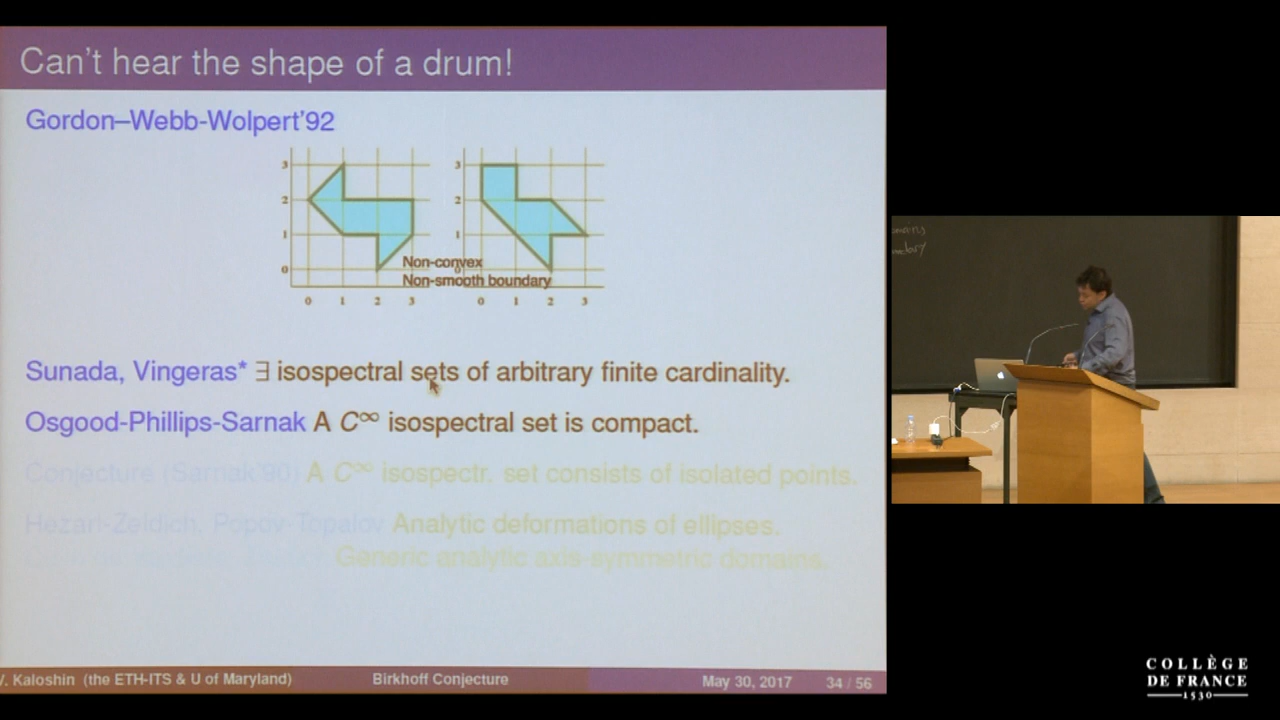 Can't hear the shape of a drum!
Gordon–Webb-Wolpert'92
3
2
1
0
0 1 2 3
3
2
1
0
0 1 2 3
Non-convex
Non-smooth boundary
Sunada, Vingeras* ∃ isospectral sets of arbitrary finite cardinality.
Osgood-Phillips-Sarnak A C∞ isospectral set is compact.
Conjecture (Sarnak'90) A C∞ isospectr. set consists of isolated points.
Hezari-Zeldich, Popov-Topalov Analytic deformations of ellipses.
Generic analytic axis-symmetric domains.
V. Kaloshin (the ETH-ITS & U of Maryland)
Birkhoff Conjecture
May 30, 2017
34 / 56
COLLÈGE
DE FRANCE
1530